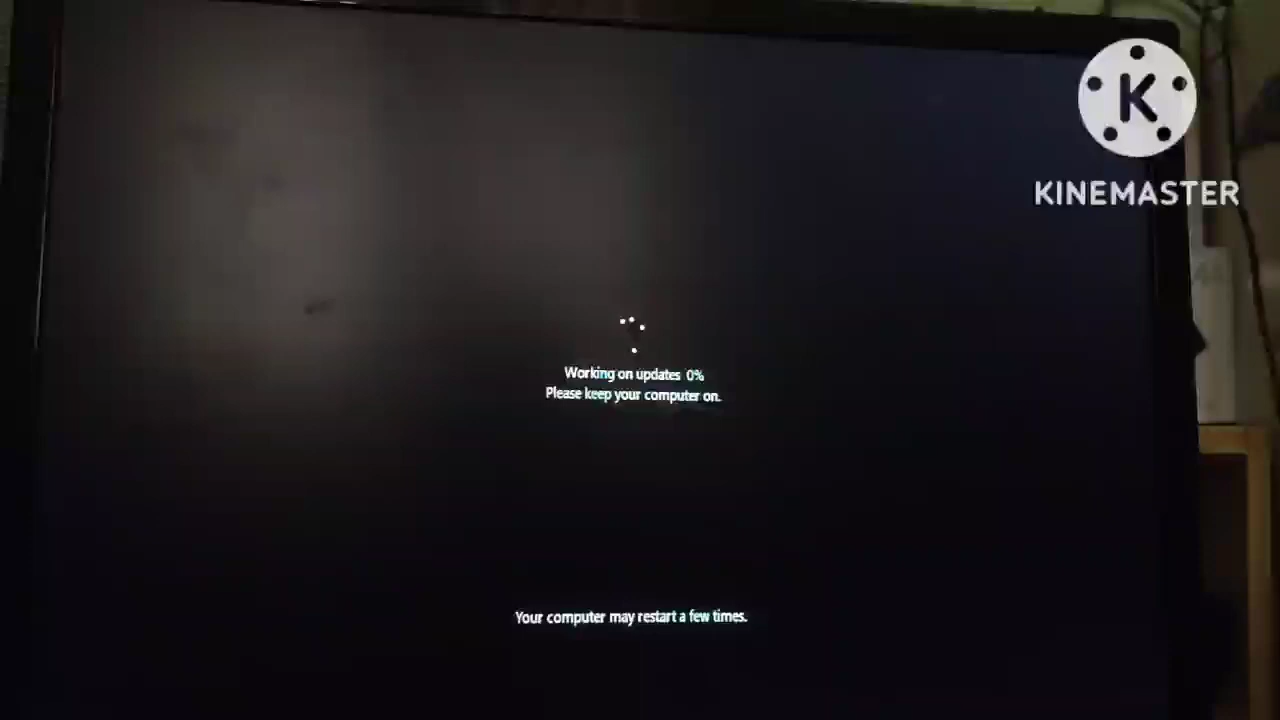 K
KINEMASTER
Working on updates 0%
Please keep your computer on.
Your computer may restart a few times.